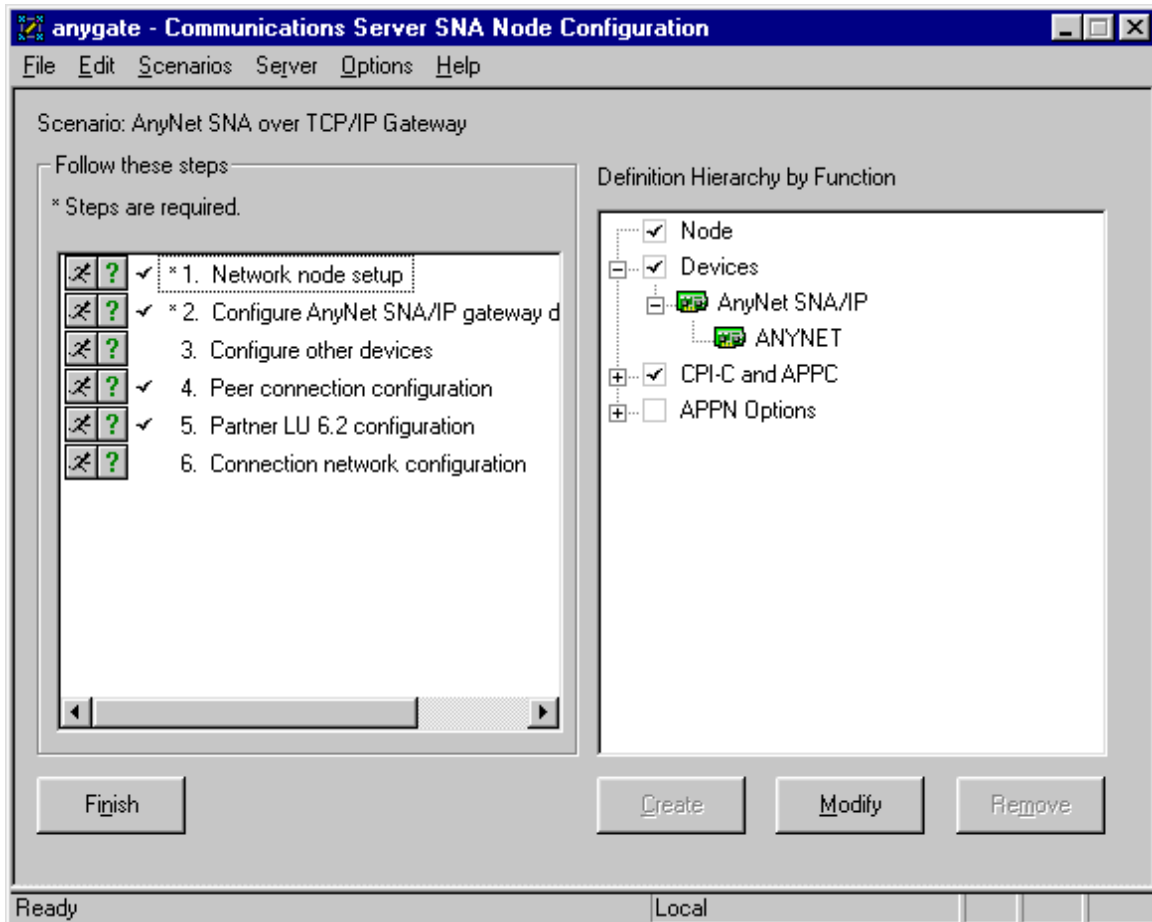 anygate - Communications Server SNA Node Configuration
File Edit Scenarios Server Options Help
Scenario: AnyNet SNA over TCP/IP Gateway
Follow these steps
* Steps are required.
? * 1. Network node setup
? * 2. Configure AnyNet SNA/IP gateway d
? 3. Configure other devices
? 4. Peer connection configuration
? 5. Partner LU 6.2 configuration
? 6. Connection network configuration
Finish
Definition Hierarchy by Function
Node
Devices
AnyNet SNA/IP
ANYNET
CPI-C and APPC
APPN Options
Create Modify Remove
Ready Local